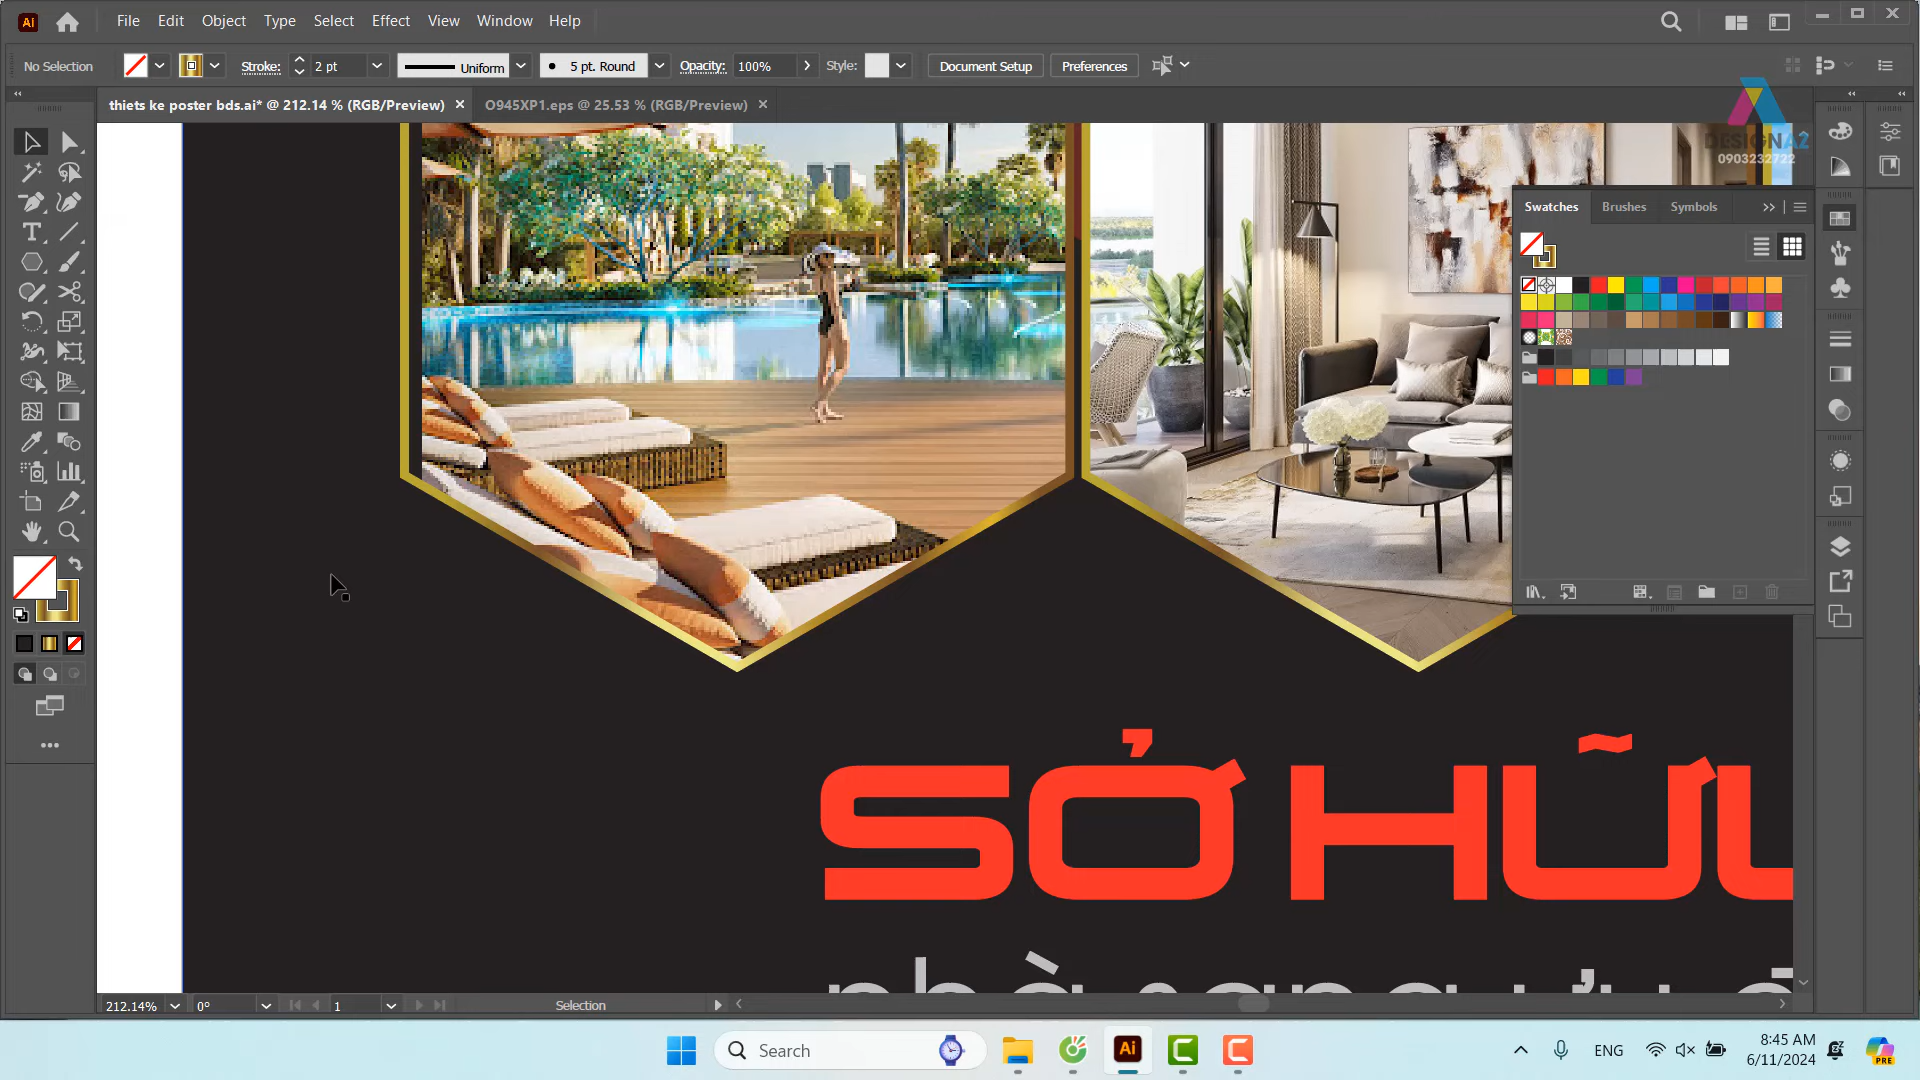 Ai File Edit Object Type Select Effect View Window Help
No Selection Stroke: 2 pt Uniform 5 pt. Round Opacity: 100% Style: Document Setup Preferences
thiets ke poster bds.ai* @ 212.14 % (RGB/Preview) × O945XP1.eps @ 25.53 % (RGB/Preview) ×
DESIGNA2
0903232722
Swatches Brushes Symbols
SỞ HỮU
212.14% 0° 1 Selection
Search
Ai
ENG
8:45 AM
6/11/2024
PRE